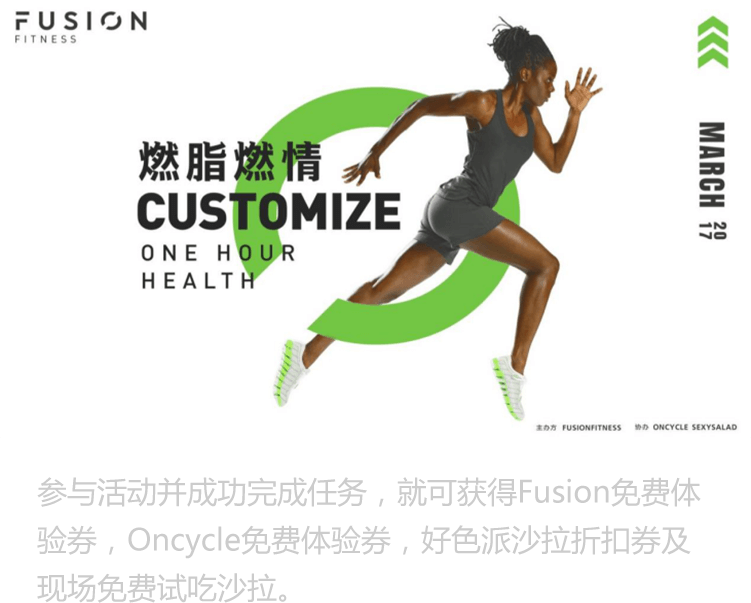 FUSION
FITNESS
燃脂燃情
CUSTOMIZE
ONE HOUR
HEALTH
MARCH 2017
主办方 FUSIONFITNESS 协办 ONCYCLE SEXYSALAD
参与活动并成功完成任务，就可获得Fusion免费体
验券，Oncycle免费体验券，好色派沙拉折扣券及
现场免费试吃沙拉。